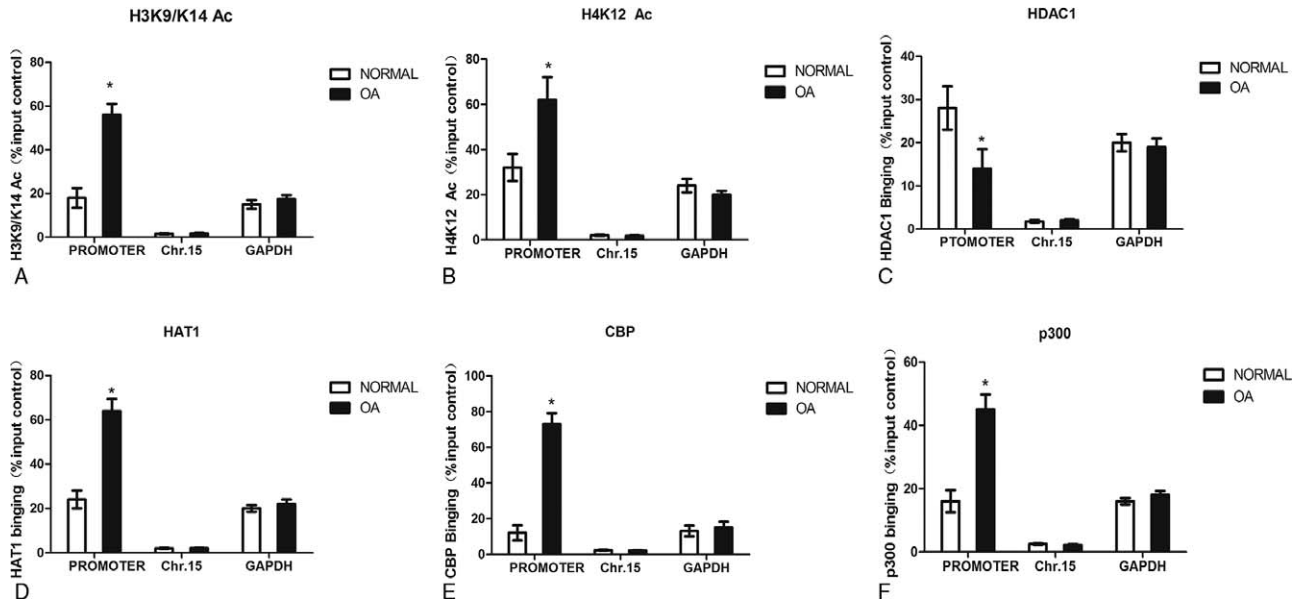 H3K9/K14 Ac
H3K9/K14 Ac (%input control)
80
60
40
20
0
*
PROMOTER Chr.15 GAPDH
NORMAL
OA
A
H4K12 Ac
H4K12 Ac (%input control)
80
60
40
20
0
*
PROMOTER Chr.15 GAPDH
NORMAL
OA
B
HDAC1
HDAC1 Binging (%input control)
40
30
20
10
0
*
PTOMOTER Chr.15 GAPDH
NORMAL
OA
C
HAT1
HAT1 binging (%input control)
80
60
40
20
0
*
PROMOTER Chr.15 GAPDH
NORMAL
OA
D
CBP
CBP Binging (%input control)
100
80
60
40
20
0
*
PROMOTER Chr.15 GAPDH
NORMAL
OA
E
p300
p300 binging (%input control)
60
40
20
0
*
PROMOTER Chr.15 GAPDH
NORMAL
OA
F